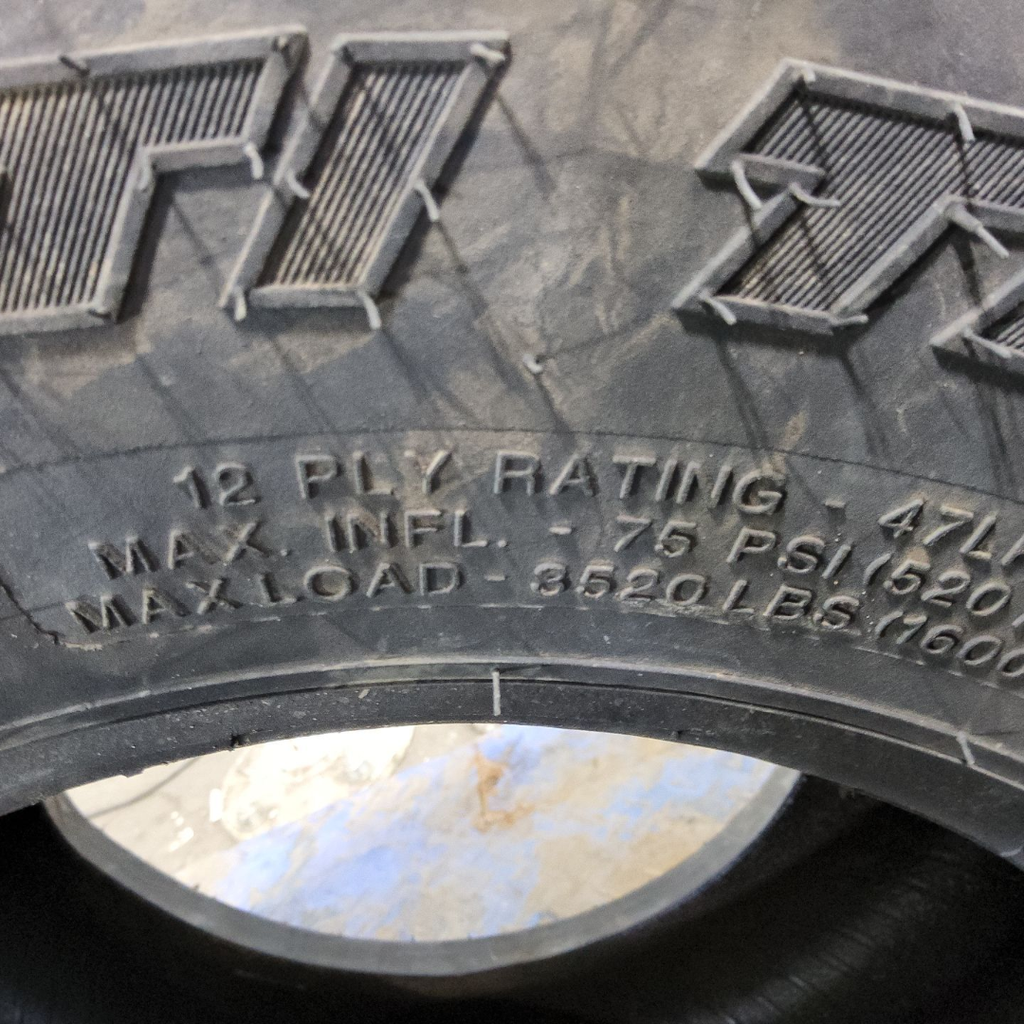 12 PLY RATING - 47L
MAX. INFL. - 75 PSI (520
MAX LOAD - 3520 LBS (1600